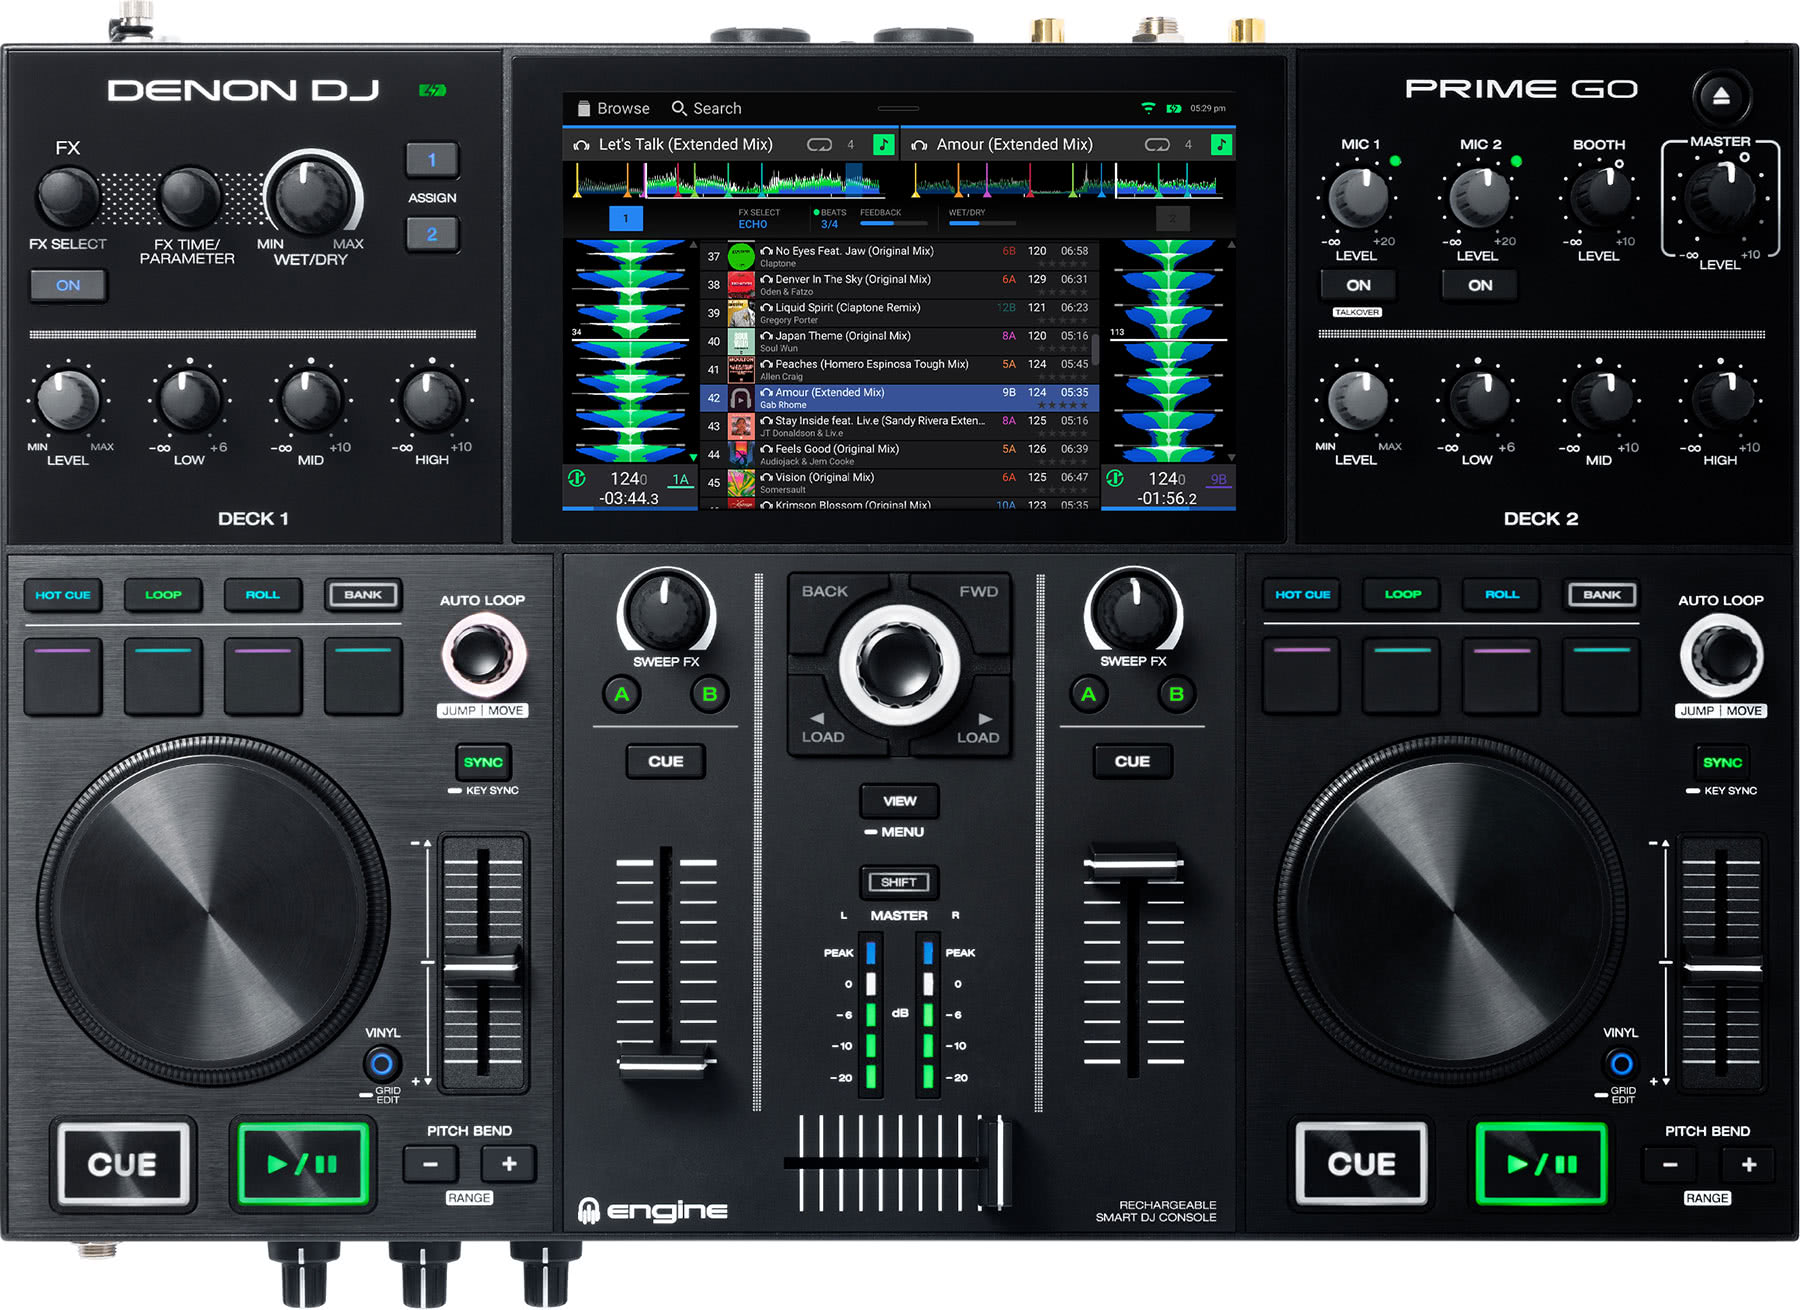 DENON DJ
FX
FX SELECT
FX TIME/
PARAMETER
MIN MAX
WET/DRY
1
ASSIGN
2
ON
MIN MAX
LEVEL
-∞ +6
LOW
-∞ +10
MID
-∞ +10
HIGH
DECK 1
Browse Search 05:29 pm
Let's Talk (Extended Mix) 4
Amour (Extended Mix) 4
1
FX SELECT
ECHO
BEATS
3/4
FEEDBACK
WET/DRY
2
34
113
37 No Eyes Feat. Jaw (Original Mix) 6B 120 06:58
Claptone
38 Denver In The Sky (Original Mix) 6A 129 06:31
Oden & Fatzo
39 Liquid Spirit (Claptone Remix) 12B 121 06:23
Gregory Porter
40 Japan Theme (Original Mix) 8A 120 05:16
Soul Wun
41 Peaches (Homero Espinosa Tough Mix) 5A 124 05:45
Allen Craig
42 Amour (Extended Mix) 9B 124 05:35
Gab Rhome
43 Stay Inside feat. Liv.e (Sandy Rivera Exten... 8A 125 05:16
JT Donaldson & Liv.e
44 Feels Good (Original Mix) 5A 126 06:39
Audiojack & Jem Cooke
45 Vision (Original Mix) 6A 125 06:47
Somersault
Krimson Blossom (Original Mix) 10A 123 05:35
1240 1A
-03:44.3
1240 9B
-01:56.2
PRIME GO
MIC 1
-∞ +20
LEVEL
ON
TALKOVER
MIC 2
-∞ +20
LEVEL
ON
BOOTH
-∞ +10
LEVEL
MASTER
-∞ +10
LEVEL
MIN MAX
LEVEL
-∞ +6
LOW
-∞ +10
MID
-∞ +10
HIGH
DECK 2
HOT CUE LOOP ROLL BANK
AUTO LOOP
JUMP | MOVE
SYNC
KEY SYNC
-
+
VINYL
GRID
EDIT
CUE
▶/❚❚
PITCH BEND
- +
RANGE
SWEEP FX
A B
CUE
BACK FWD
◀ ▶
LOAD LOAD
VIEW
MENU
SHIFT
L MASTER R
PEAK PEAK
0 0
-6 dB -6
-10 -10
-20 -20
SWEEP FX
A B
CUE
engine
RECHARGEABLE
SMART DJ CONSOLE
HOT CUE LOOP ROLL BANK
AUTO LOOP
JUMP | MOVE
SYNC
KEY SYNC
-
+
VINYL
GRID
EDIT
CUE
▶/❚❚
PITCH BEND
- +
RANGE